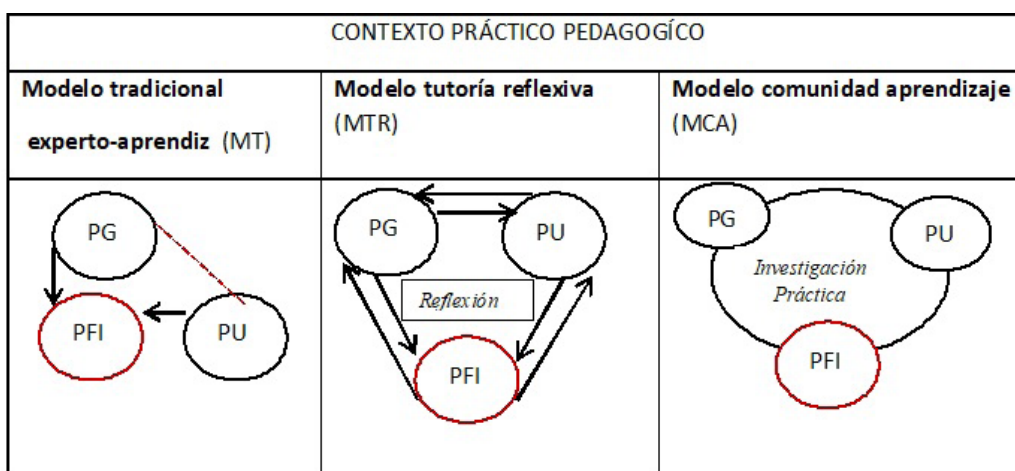 CONTEXTO PRÁCTICO PEDAGOGÍCO
Modelo tradicional
experto-aprendiz (MT)
Modelo tutoría reflexiva
(MTR)
Modelo comunidad aprendizaje
(MCA)
PG
PFI
PU
PG
PU
Reflexión
PFI
PG
PU
Investigación
Práctica
PFI